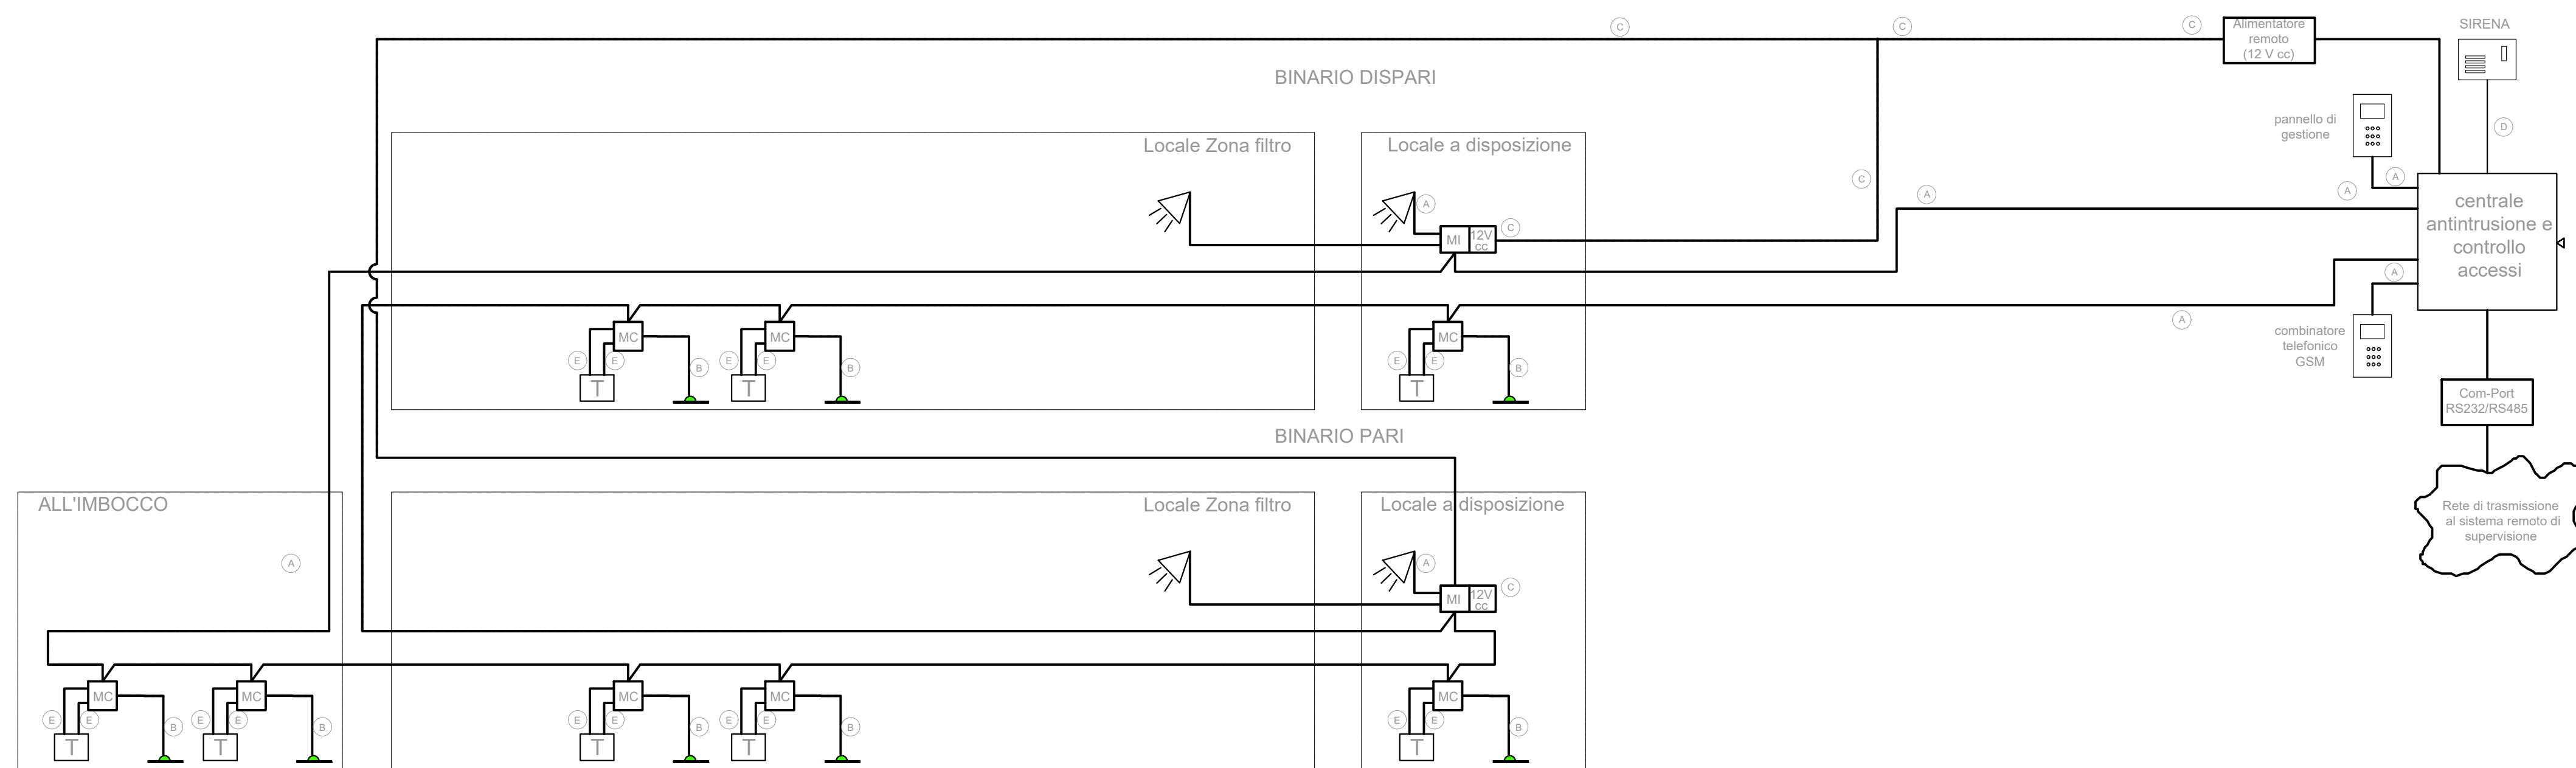 C
C
C
Alimentatore
remoto
(12 V cc)
SIRENA
BINARIO DISPARI
pannello di
gestione
D
Locale Zona filtro
Locale a disposizione
C
A
A
A
A
C
MI
12V
cc
centrale
antintrusione e
controllo
accessi
A
A
MC
MC
MC
combinatore
telefonico
GSM
E
E
B
E
E
B
E
E
B
T
T
T
Com-Port
RS232/RS485
BINARIO PARI
ALL'IMBOCCO
Locale Zona filtro
Locale a disposizione
Rete di trasmissione
al sistema remoto di
supervisione
A
A
C
MI
12V
cc
MC
MC
MC
MC
MC
E
E
B
E
E
B
E
E
B
E
E
B
E
E
B
T
T
T
T
T